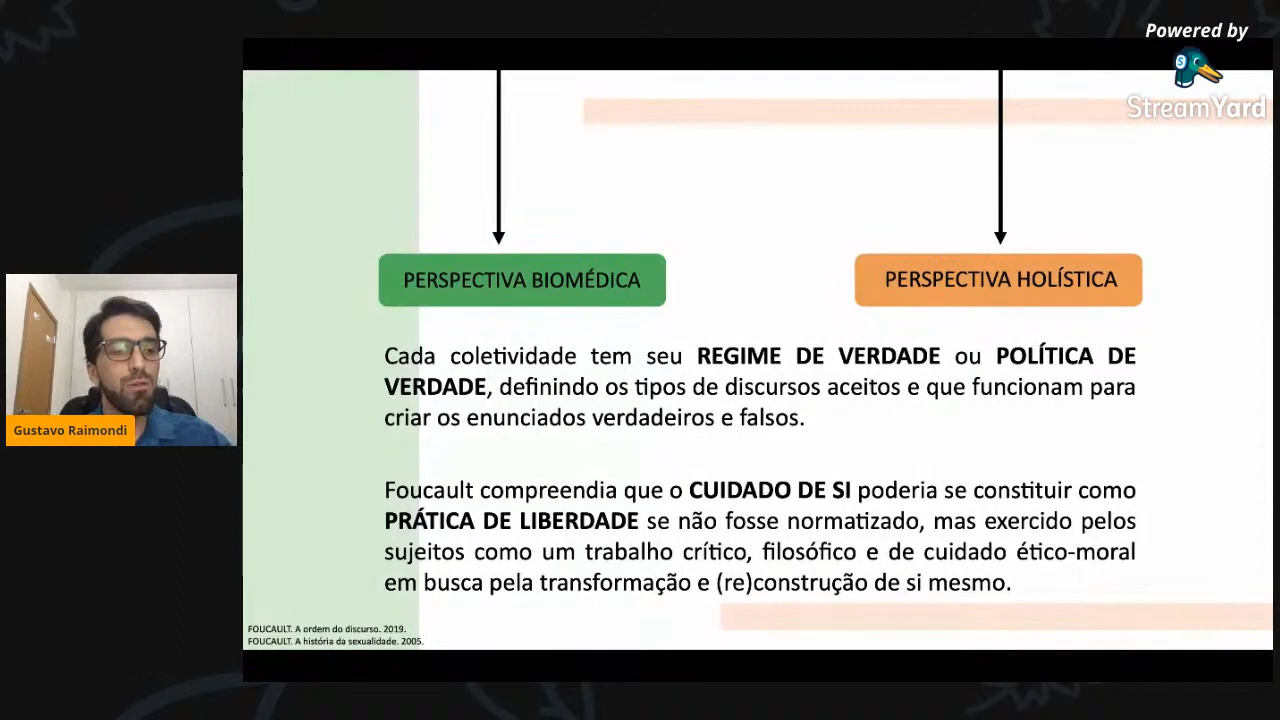 Powered by
StreamYard
PERSPECTIVA BIOMÉDICA
PERSPECTIVA HOLÍSTICA
Cada coletividade tem seu REGIME DE VERDADE ou POLÍTICA DE
VERDADE, definindo os tipos de discursos aceitos e que funcionam para
criar os enunciados verdadeiros e falsos.
Foucault compreendia que o CUIDADO DE SI poderia se constituir como
PRÁTICA DE LIBERDADE se não fosse normatizado, mas exercido pelos
sujeitos como um trabalho crítico, filosófico e de cuidado ético-moral
em busca pela transformação e (re)construção de si mesmo.
Gustavo Raimondi
FOUCAULT. A ordem do discurso. 2019.
FOUCAULT. A história da sexualidade. 2005.